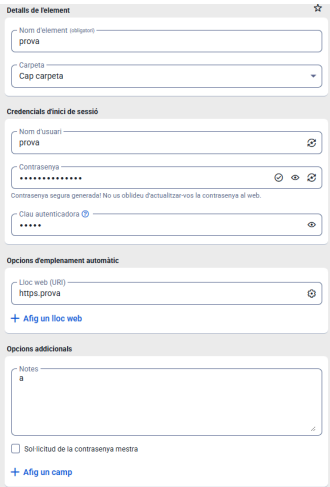 Detalls de l'element
Nom d'element (obligatori)
prova
Carpeta
Cap carpeta
Credencials d'inici de sessió
Nom d'usuari
prova
Contrasenya
••••••••••••••
Contrasenya segura generada! No us oblideu d'actualitzar-vos la contrasenya al web.
Clau autenticadora
•••••
Opcions d'emplenament automàtic
Lloc web (URI)
https.prova
+ Afig un lloc web
Opcions addicionals
Notes
a
Sol·licitud de la contrasenya mestra
+ Afig un camp